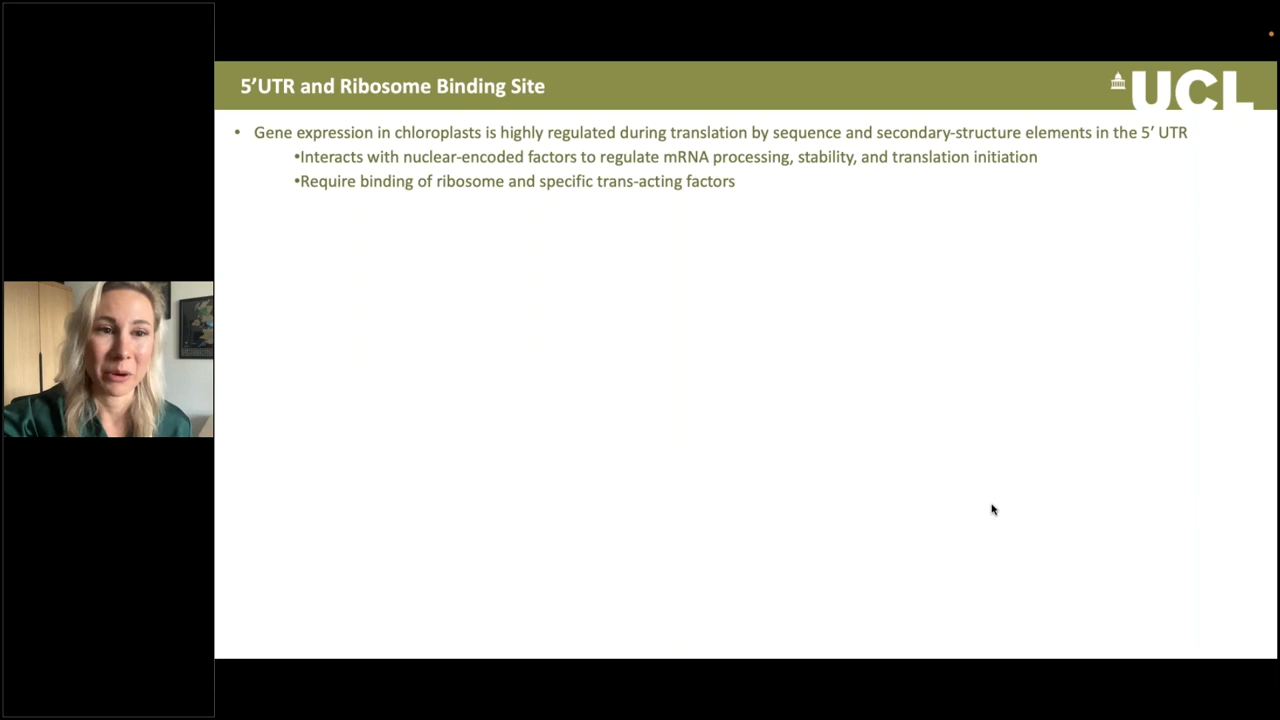 5’UTR and Ribosome Binding Site
UCL
• Gene expression in chloroplasts is highly regulated during translation by sequence and secondary-structure elements in the 5’ UTR
•Interacts with nuclear-encoded factors to regulate mRNA processing, stability, and translation initiation
•Require binding of ribosome and specific trans-acting factors